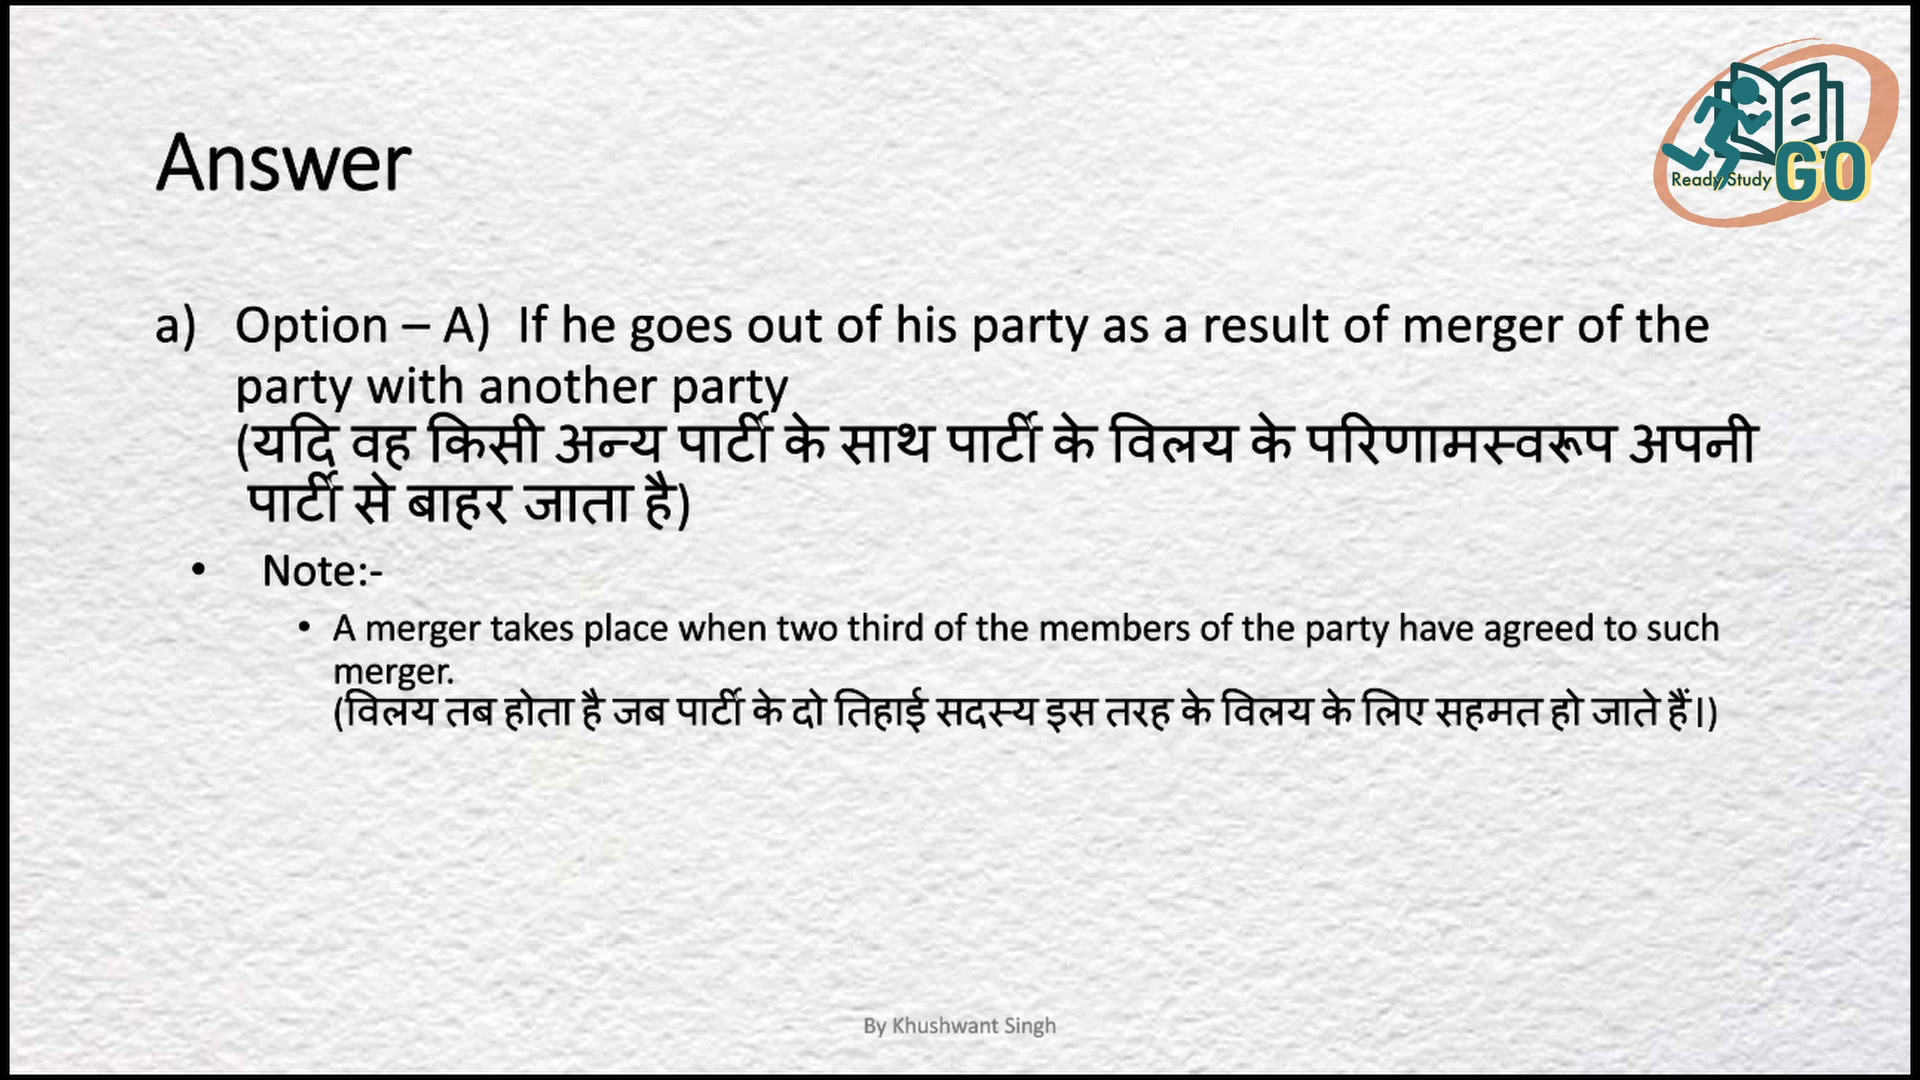 Answer
Ready Study GO
a) Option – A) If he goes out of his party as a result of merger of the
party with another party
(यदि वह किसी अन्य पार्टी के साथ पार्टी के विलय के परिणामस्वरूप अपनी
पार्टी से बाहर जाता है)
• Note:-
• A merger takes place when two third of the members of the party have agreed to such
merger.
(विलय तब होता है जब पार्टी के दो तिहाई सदस्य इस तरह के विलय के लिए सहमत हो जाते हैं।)
By Khushwant Singh